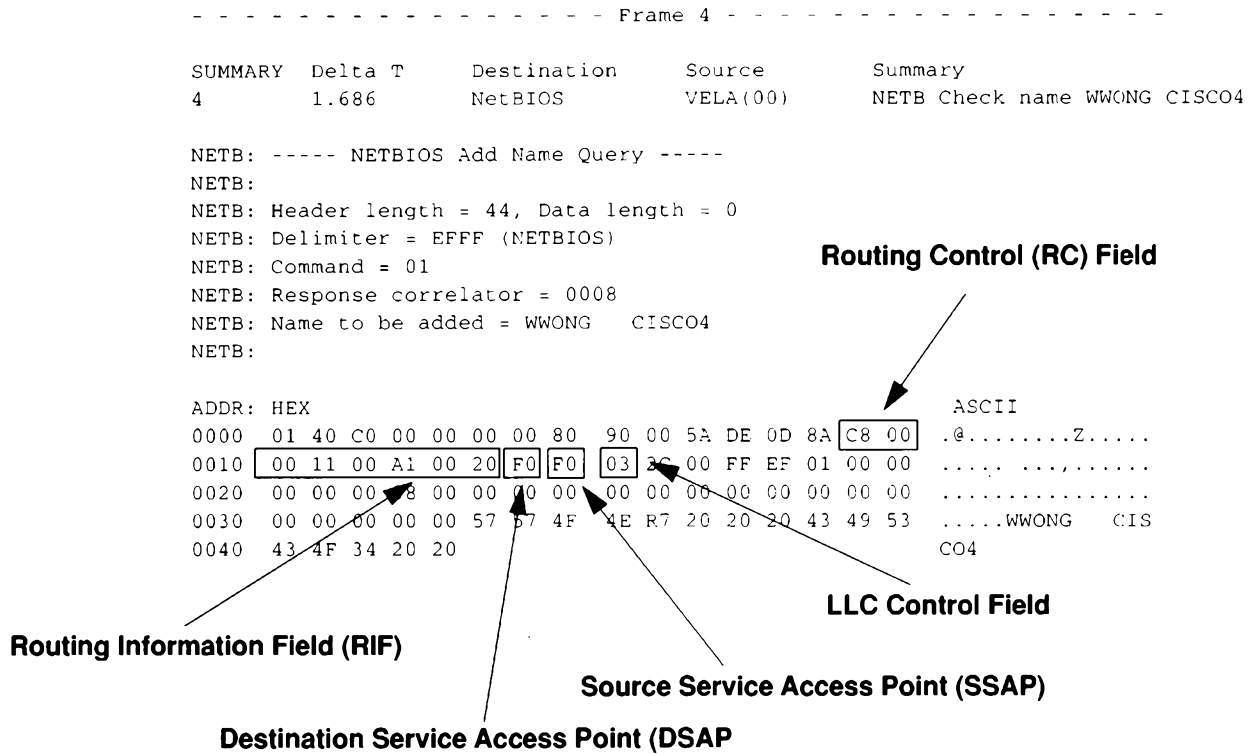 - - - - - - - - - - - - - - - - - Frame 4 - - - - - - - - - - - - - - - - - -
SUMMARY Delta T Destination Source Summary
4 1.686 NetBIOS VELA(00) NETB Check name WWONG CISCO4
NETB: ----- NETBIOS Add Name Query -----
NETB:
NETB: Header length = 44, Data length = 0
NETB: Delimiter = EFFF (NETBIOS)
NETB: Command = 01
NETB: Response correlator = 0008
NETB: Name to be added = WWONG CISCO4
NETB:
Routing Control (RC) Field
ADDR: HEX ASCII
0000 01 40 C0 00 00 00 00 80 90 00 5A DE 0D 8A C8 00 .@........Z.....
0010 00 11 00 A1 00 20 F0 F0 03 2C 00 FF EF 01 00 00 ..... ...,......
0020 00 00 00 08 00 00 00 00 00 00 00 00 00 00 00 00 ................
0030 00 00 00 00 00 57 57 4F 4E R7 20 20 20 43 49 53 .....WWONG CIS
0040 43 4F 34 20 20 CO4
LLC Control Field
Routing Information Field (RIF)
Source Service Access Point (SSAP)
Destination Service Access Point (DSAP